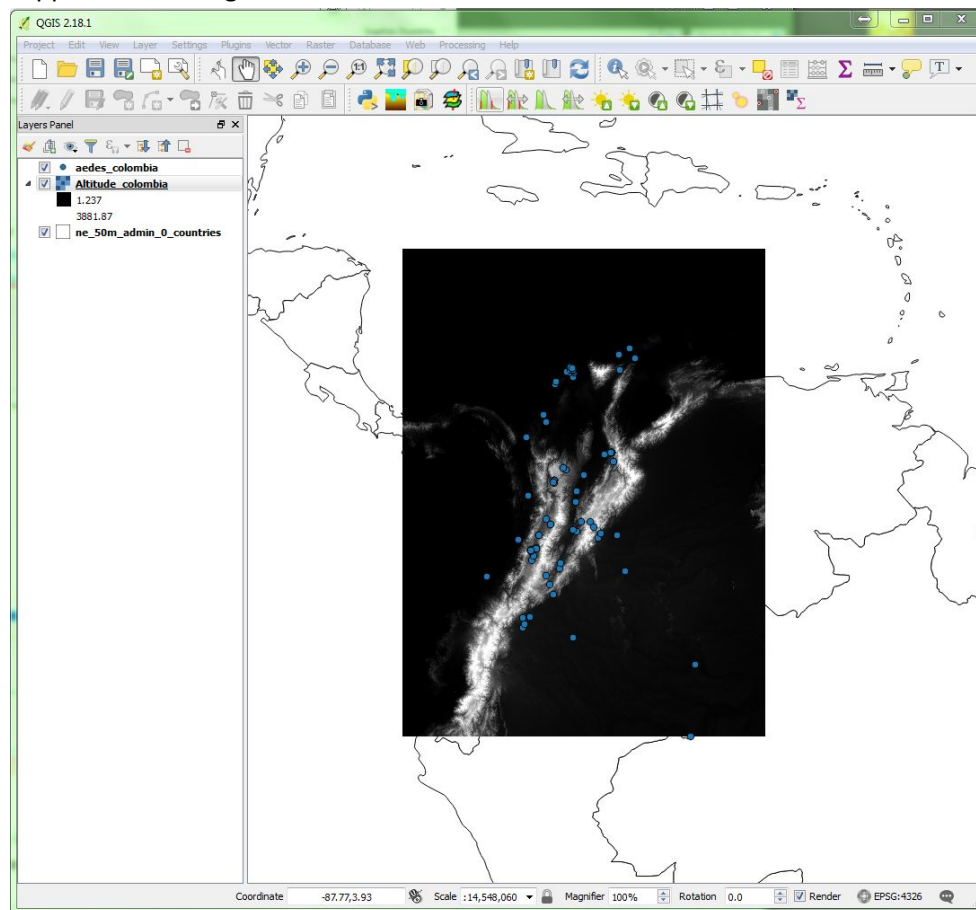 QGIS 2.18.1
Project Edit View Layer Settings Plugins Vector Raster Database Web Processing Help
Layers Panel
aedes_colombia
Altitude_colombia
1.237
3881.87
ne_50m_admin_0_countries
Coordinate -87.77,3.93 Scale :14,548,060 Magnifier 100% Rotation 0.0 Render EPSG:4326